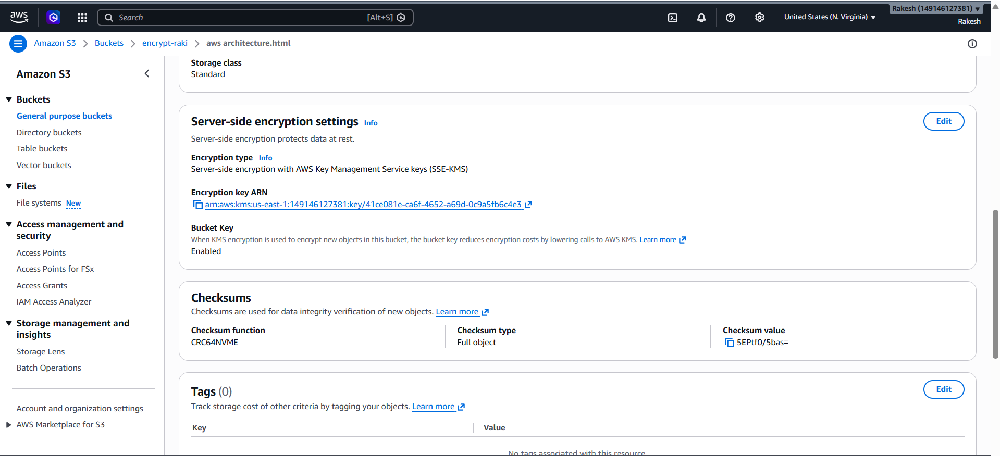 aws
Search [Alt+S]
United States (N. Virginia)
Rakesh (149146127381)
Rakesh
Amazon S3 > Buckets > encrypt-raki > aws architecture.html
Amazon S3
Buckets
General purpose buckets
Directory buckets
Table buckets
Vector buckets
Files
File systems New
Access management and
security
Access Points
Access Points for FSx
Access Grants
IAM Access Analyzer
Storage management and
insights
Storage Lens
Batch Operations
Account and organization settings
AWS Marketplace for S3
Storage class
Standard
Server-side encryption settings Info
Edit
Server-side encryption protects data at rest.
Encryption type Info
Server-side encryption with AWS Key Management Service keys (SSE-KMS)
Encryption key ARN
arn:aws:kms:us-east-1:149146127381:key/41ce081e-ca6f-4652-a69d-0c9a5fb6c4e3
Bucket Key
When KMS encryption is used to encrypt new objects in this bucket, the bucket key reduces encryption costs by lowering calls to AWS KMS. Learn more
Enabled
Checksums
Checksums are used for data integrity verification of new objects. Learn more
Checksum function
CRC64NVME
Checksum type
Full object
Checksum value
5EPtf0/5bas=
Tags (0)
Edit
Track storage cost of other criteria by tagging your objects. Learn more
Key
Value
No tags associated with this resource